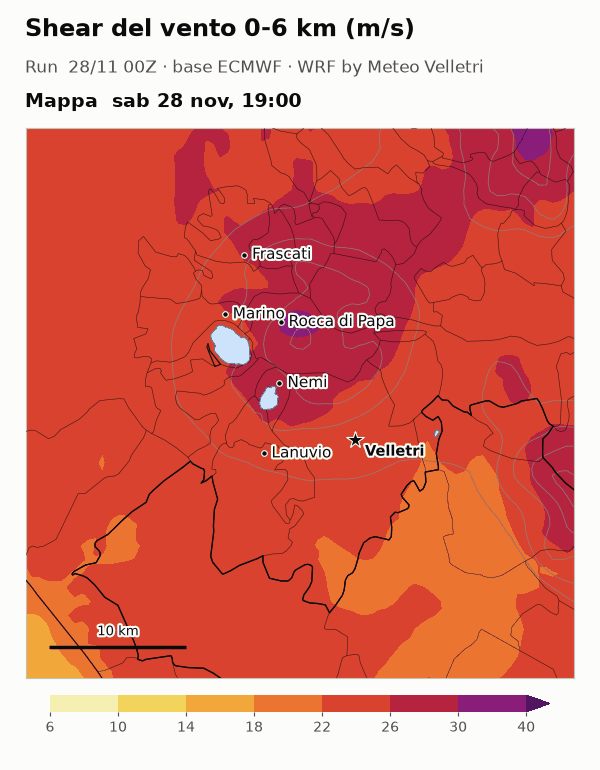 Shear del vento 0-6 km (m/s)
Run  28/11 00Z · base ECMWF · WRF by Meteo Velletri
Mappa  sab 28 nov, 19:00
Frascati
Marino
Rocca di Papa
Nemi
Velletri
Lanuvio
10 km
6 10 14 18 22 26 30 40